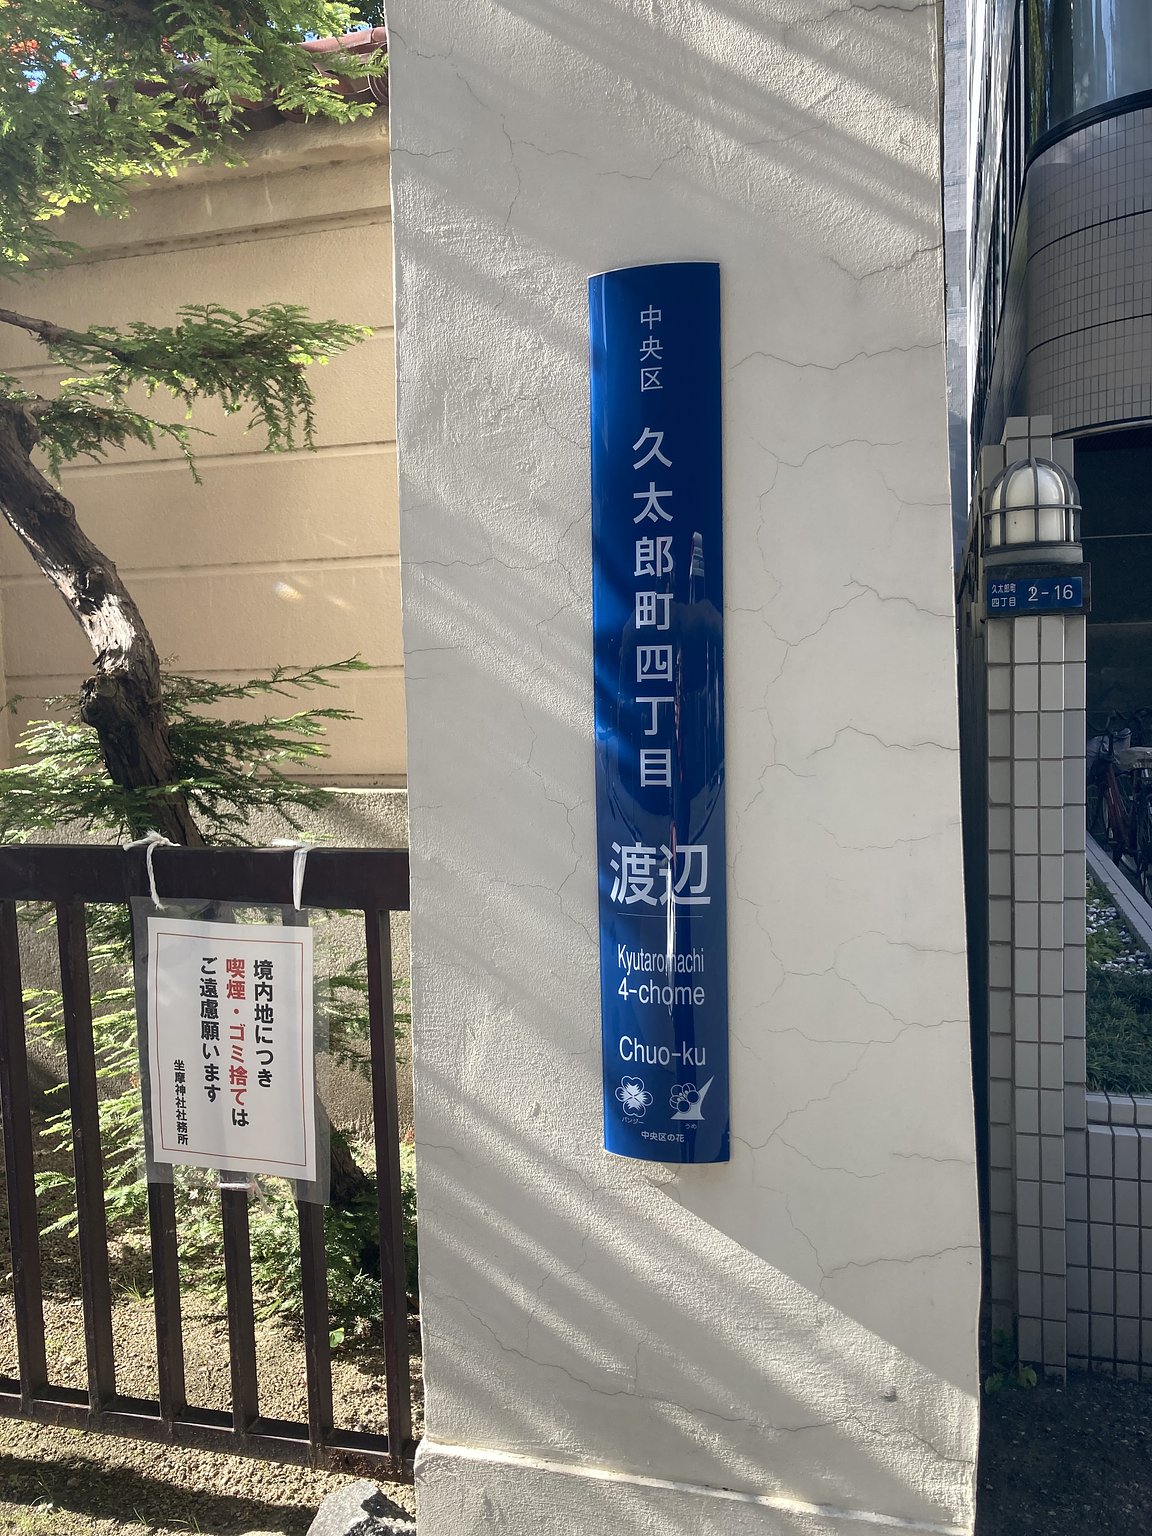 中央区
久太郎町四丁目
渡辺
Kyutaromachi
4-chome
Chuo-ku
パンジー
うめ
中央区の花
境内地につき
喫煙・ゴミ捨ては
ご遠慮願います
坐摩神社社務所
久太郎町
四丁目
2-16